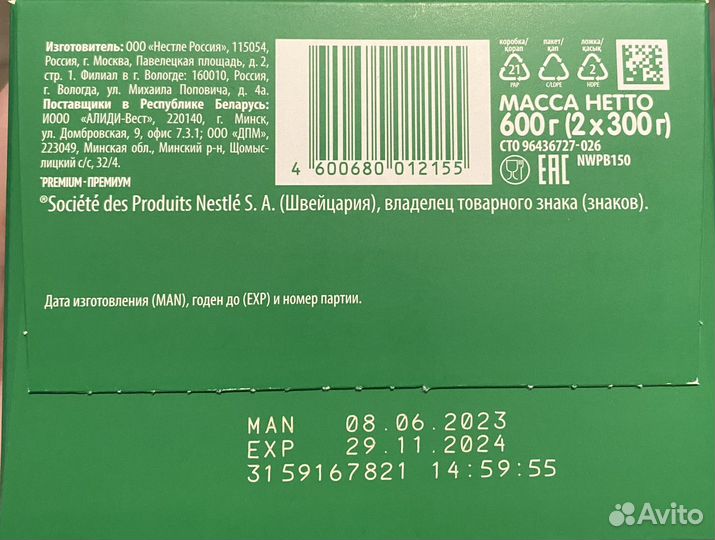 Изготовитель: ООО «Нестле Россия», 115054,
Россия, г. Москва, Павелецкая площадь, д. 2,
стр. 1. Филиал в г. Вологде: 160010, Россия,
г. Вологда, ул. Михаила Поповича, д. 4а.
Поставщики в Республике Беларусь:
ИООО «АЛИДИ-Вест», 220140, г. Минск,
ул. Домбровская, 9, офис 7.3.1; ООО «ДПМ»,
223049, Минская обл., Минский р-н, Щомыс-
лицкий с/с, 32/4.
*PREMIUM-ПРЕМИУМ
4 600680 012155
коробка/ қорап
21
PAP
пакет/ қап
4
C/LDPE
ложка/ қасық
2
HDPE
МАССА НЕТТО
600 г (2 x 300 г)
СТО 96436727-026
NWPB150
EAC
®Société des Produits Nestlé S. A. (Швейцария), владелец товарного знака (знаков).
Дата изготовления (MAN), годен до (EXP) и номер партии.
MAN 08.06.2023
EXP 29.11.2024
3159167821 14:59:55
Avito